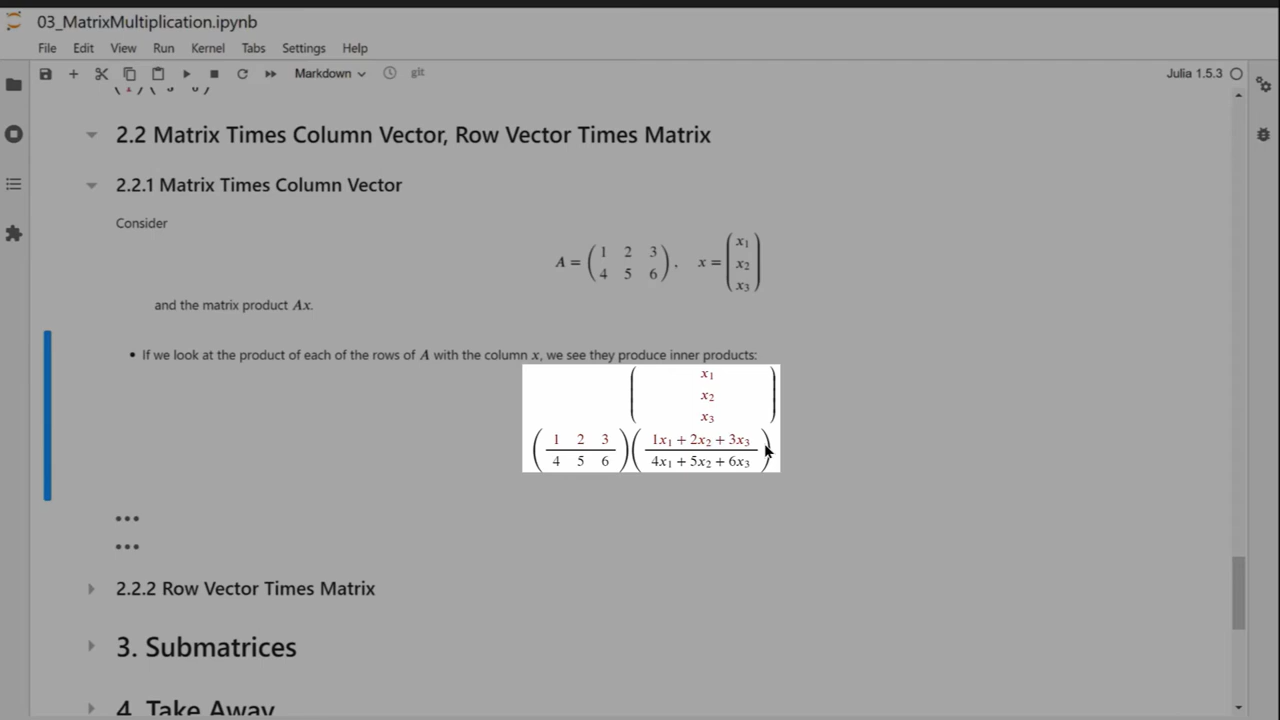 03_MatrixMultiplication.ipynb
File Edit View Run Kernel Tabs Settings Help
Markdown git Julia 1.5.3
2.2 Matrix Times Column Vector, Row Vector Times Matrix
2.2.1 Matrix Times Column Vector
Consider
A = ( 1 2 3 ; 4 5 6 ), x = ( x₁ ; x₂ ; x₃ )
and the matrix product Ax.
• If we look at the product of each of the rows of A with the column x, we see they produce inner products:
x₁
x₂
x₃
1 2 3 1x₁ + 2x₂ + 3x₃
4 5 6 4x₁ + 5x₂ + 6x₃
•••
•••
2.2.2 Row Vector Times Matrix
3. Submatrices
4. Take Away